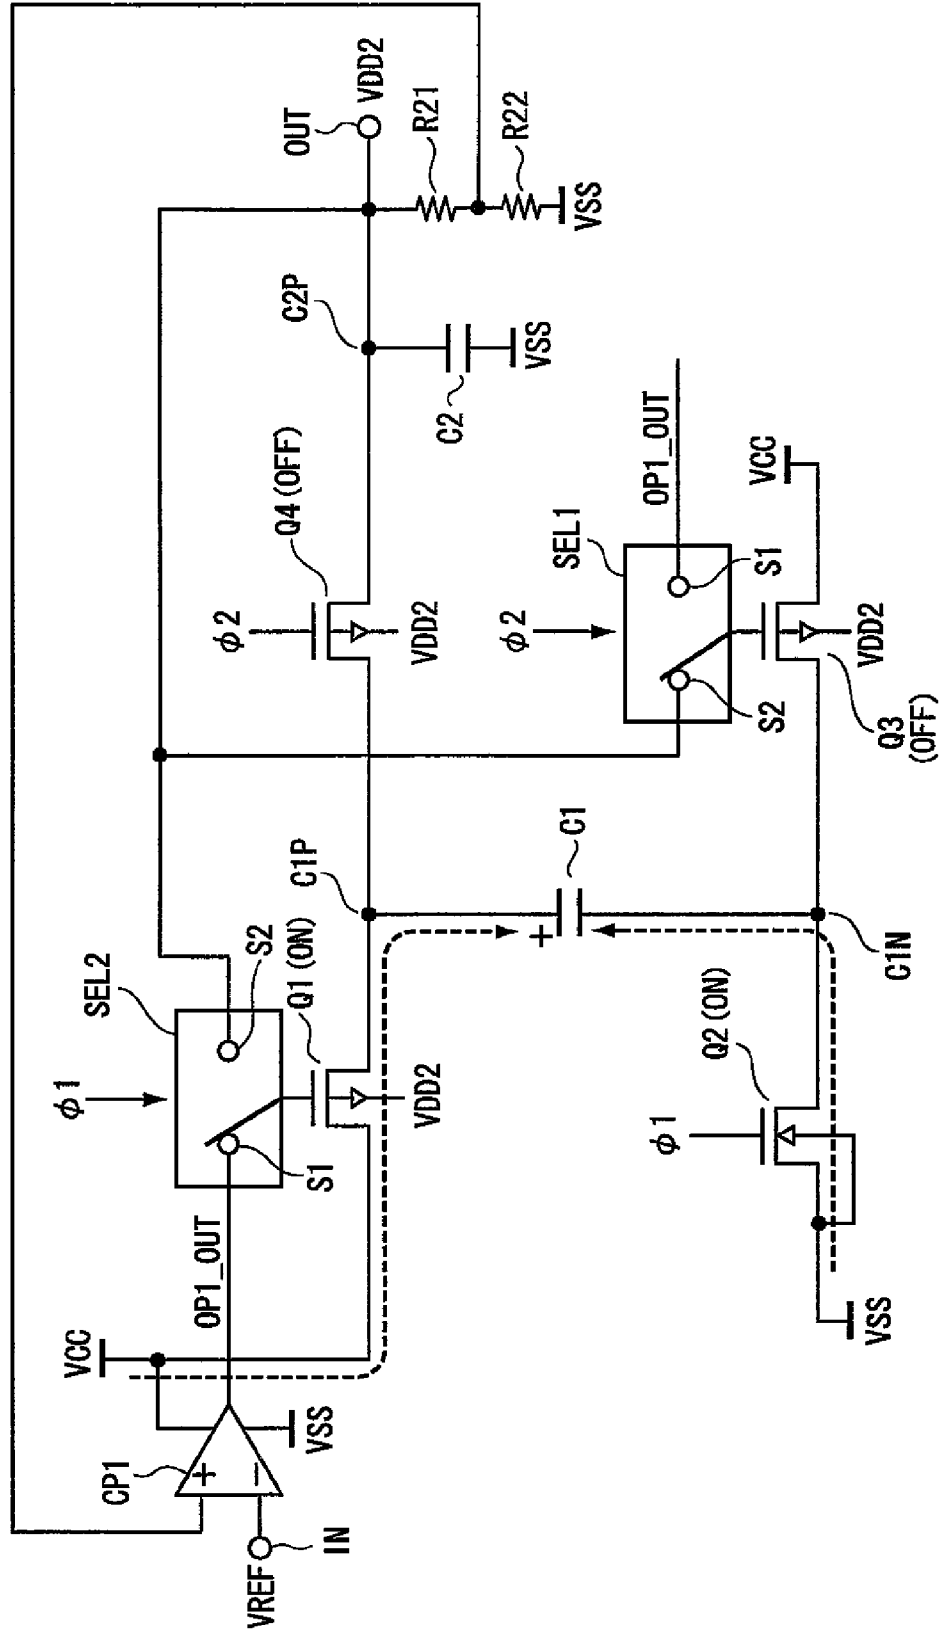 OUT
VDD2
R21
R22
VSS
C2P
C2
VSS
Q4(OFF)
φ2
VDD2
OP1_OUT
VCC
SEL1
φ2
S1
S2
VDD2
Q3
(OFF)
C1P
C1
+
C1N
SEL2
S2
φ1
Q1(ON)
S1
VDD2
OP1_OUT
Q2(ON)
φ1
VSS
VCC
VSS
CP1
+
−
VREF
IN